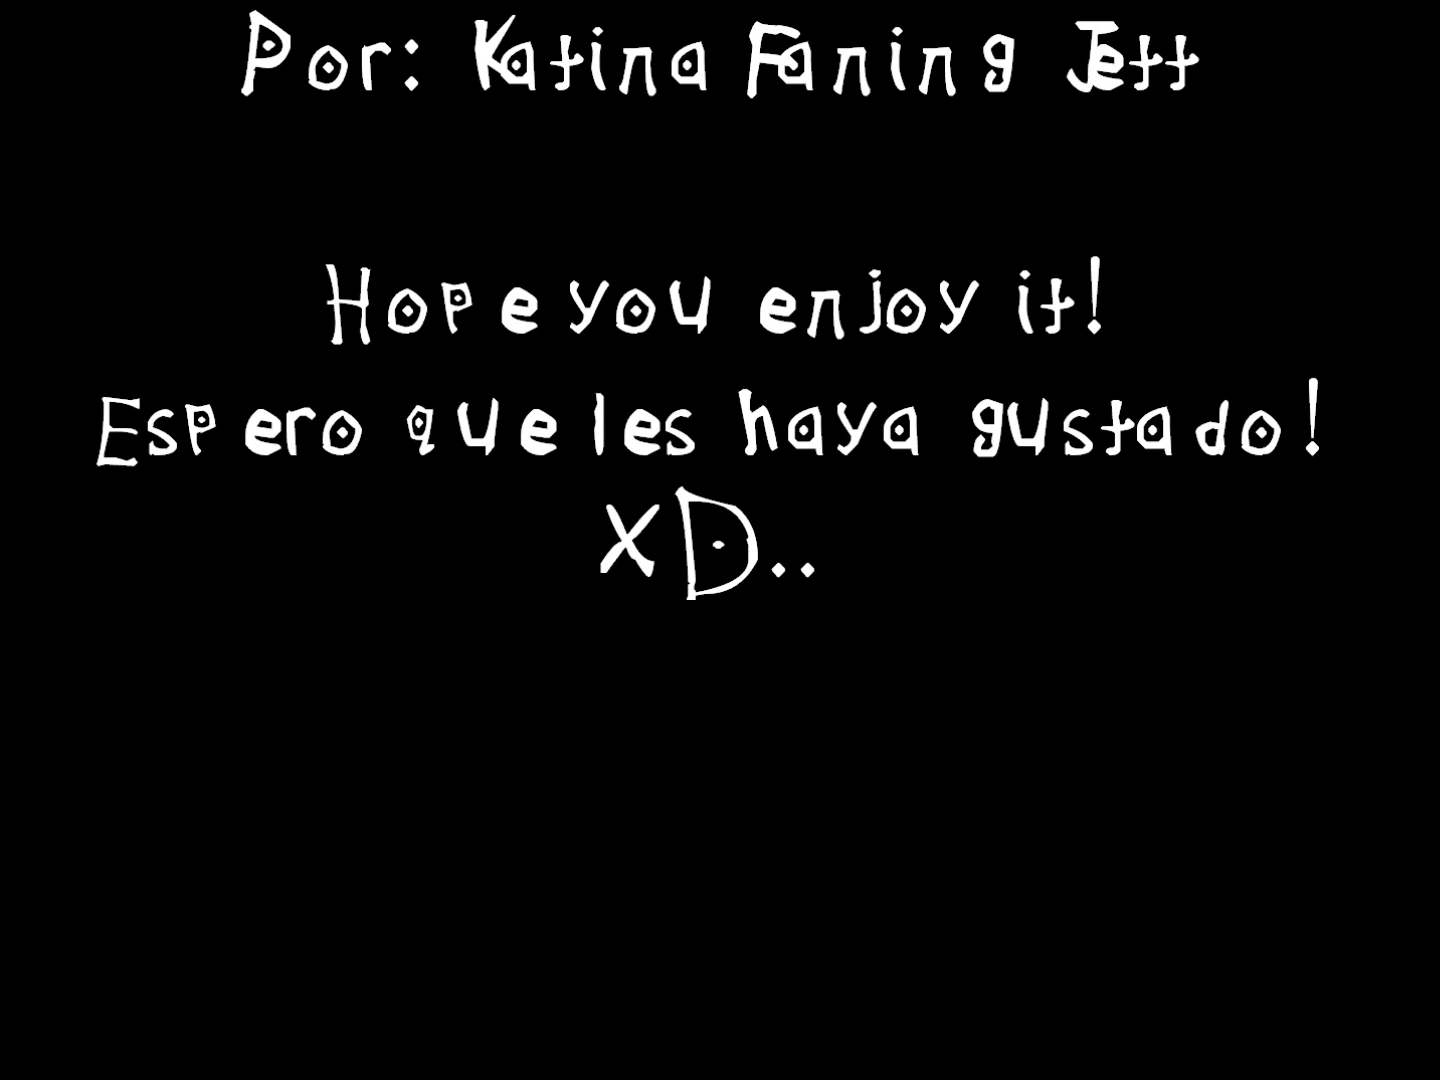 Por: Katina Faning Jett
Hope you enjoy it!
Espero que les haya gustado!
XD..